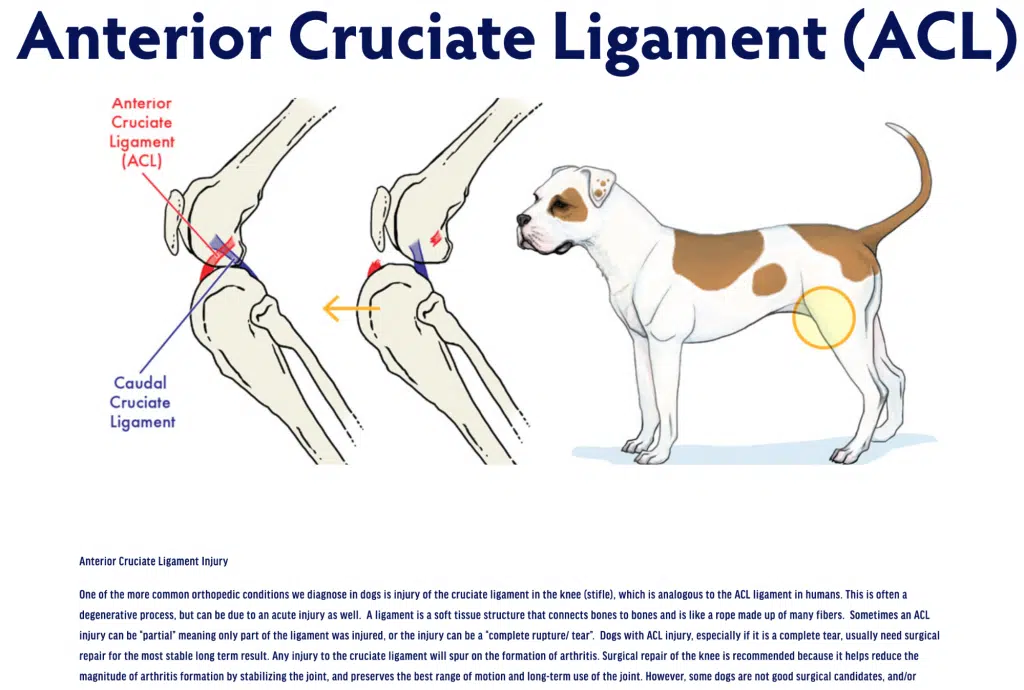 Anterior Cruciate Ligament (ACL)
Anterior
Cruciate
Ligament
(ACL)
Caudal
Cruciate
Ligament
Anterior Cruciate Ligament Injury
One of the more common orthopedic conditions we diagnose in dogs is injury of the cruciate ligament in the knee (stifle), which is analogous to the ACL ligament in humans. This is often a
degenerative process, but can be due to an acute injury as well.  A ligament is a soft tissue structure that connects bones to bones and is like a rope made up of many fibers.  Sometimes an ACL
injury can be "partial" meaning only part of the ligament was injured, or the injury can be a "complete rupture/ tear".  Dogs with ACL injury, especially if it is a complete tear, usually need surgical
repair for the most stable long term result. Any injury to the cruciate ligament will spur on the formation of arthritis. Surgical repair of the knee is recommended because it helps reduce the
magnitude of arthritis formation by stabilizing the joint, and preserves the best range of motion and long-term use of the joint. However, some dogs are not good surgical candidates, and/or